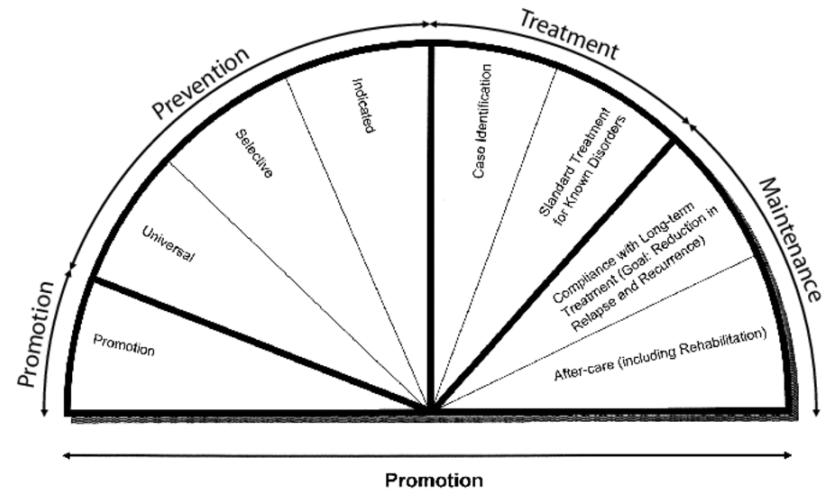 Treatment
Prevention
Maintenance
Promotion
Promotion
Universal
Selective
Indicated
Case Identification
Standard Treatment
for Known Disorders
Compliance with Long-term
Treatment (Goal: Reduction in
Relapse and Recurrence)
After-care (including Rehabilitation)
Promotion